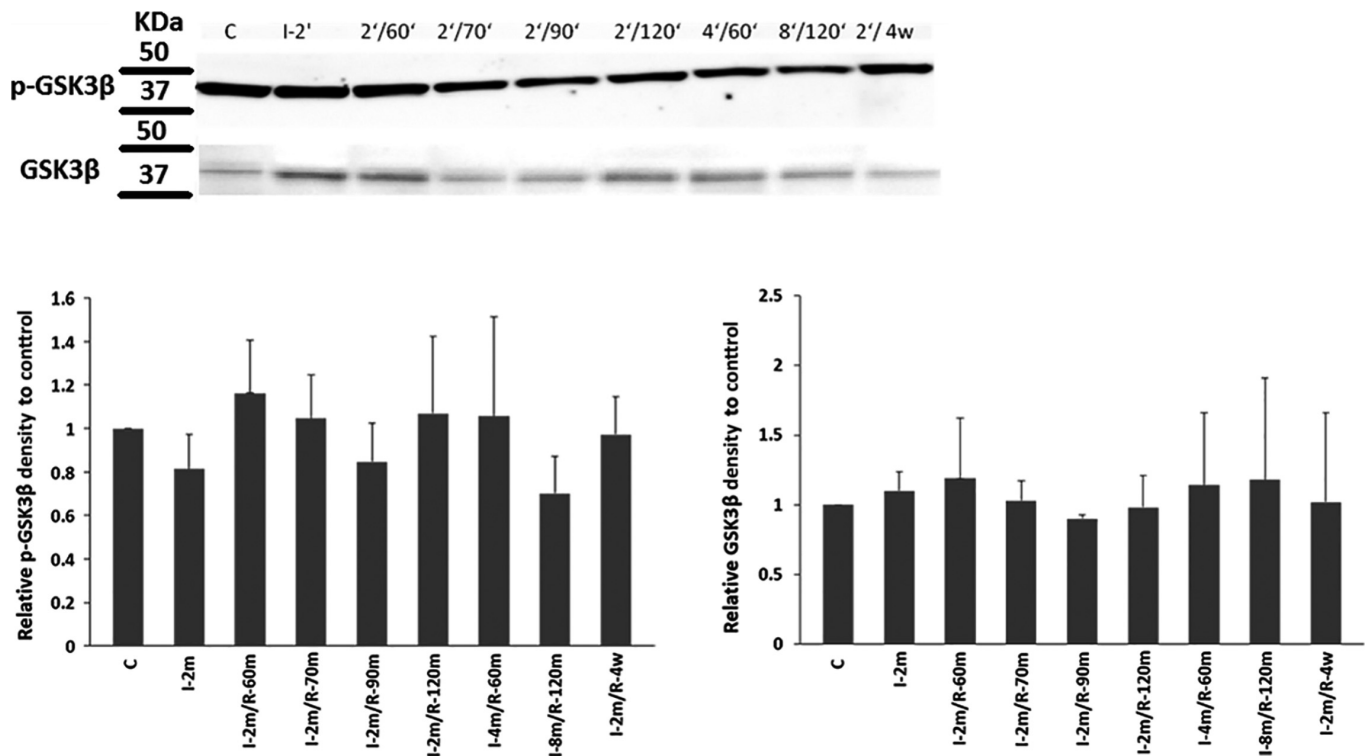 KDa
C I-2' 2'/60' 2'/70' 2'/90' 2'/120' 4'/60' 8'/120' 2'/4w
50
p-GSK3β
37
50
GSK3β
37
Relative p-GSK3β density to conttrol
1.6
1.4
1.2
1
0.8
0.6
0.4
0.2
0
C
I-2m
I-2m/R-60m
I-2m/R-70m
I-2m/R-90m
I-2m/R-120m
I-4m/R-60m
I-8m/R-120m
I-2m/R-4w
Relative GSK3β density to conttrol
2.5
2
1.5
1
0.5
0
C
I-2m
I-2m/R-60m
I-2m/R-70m
I-2m/R-90m
I-2m/R-120m
I-4m/R-60m
I-8m/R-120m
I-2m/R-4w